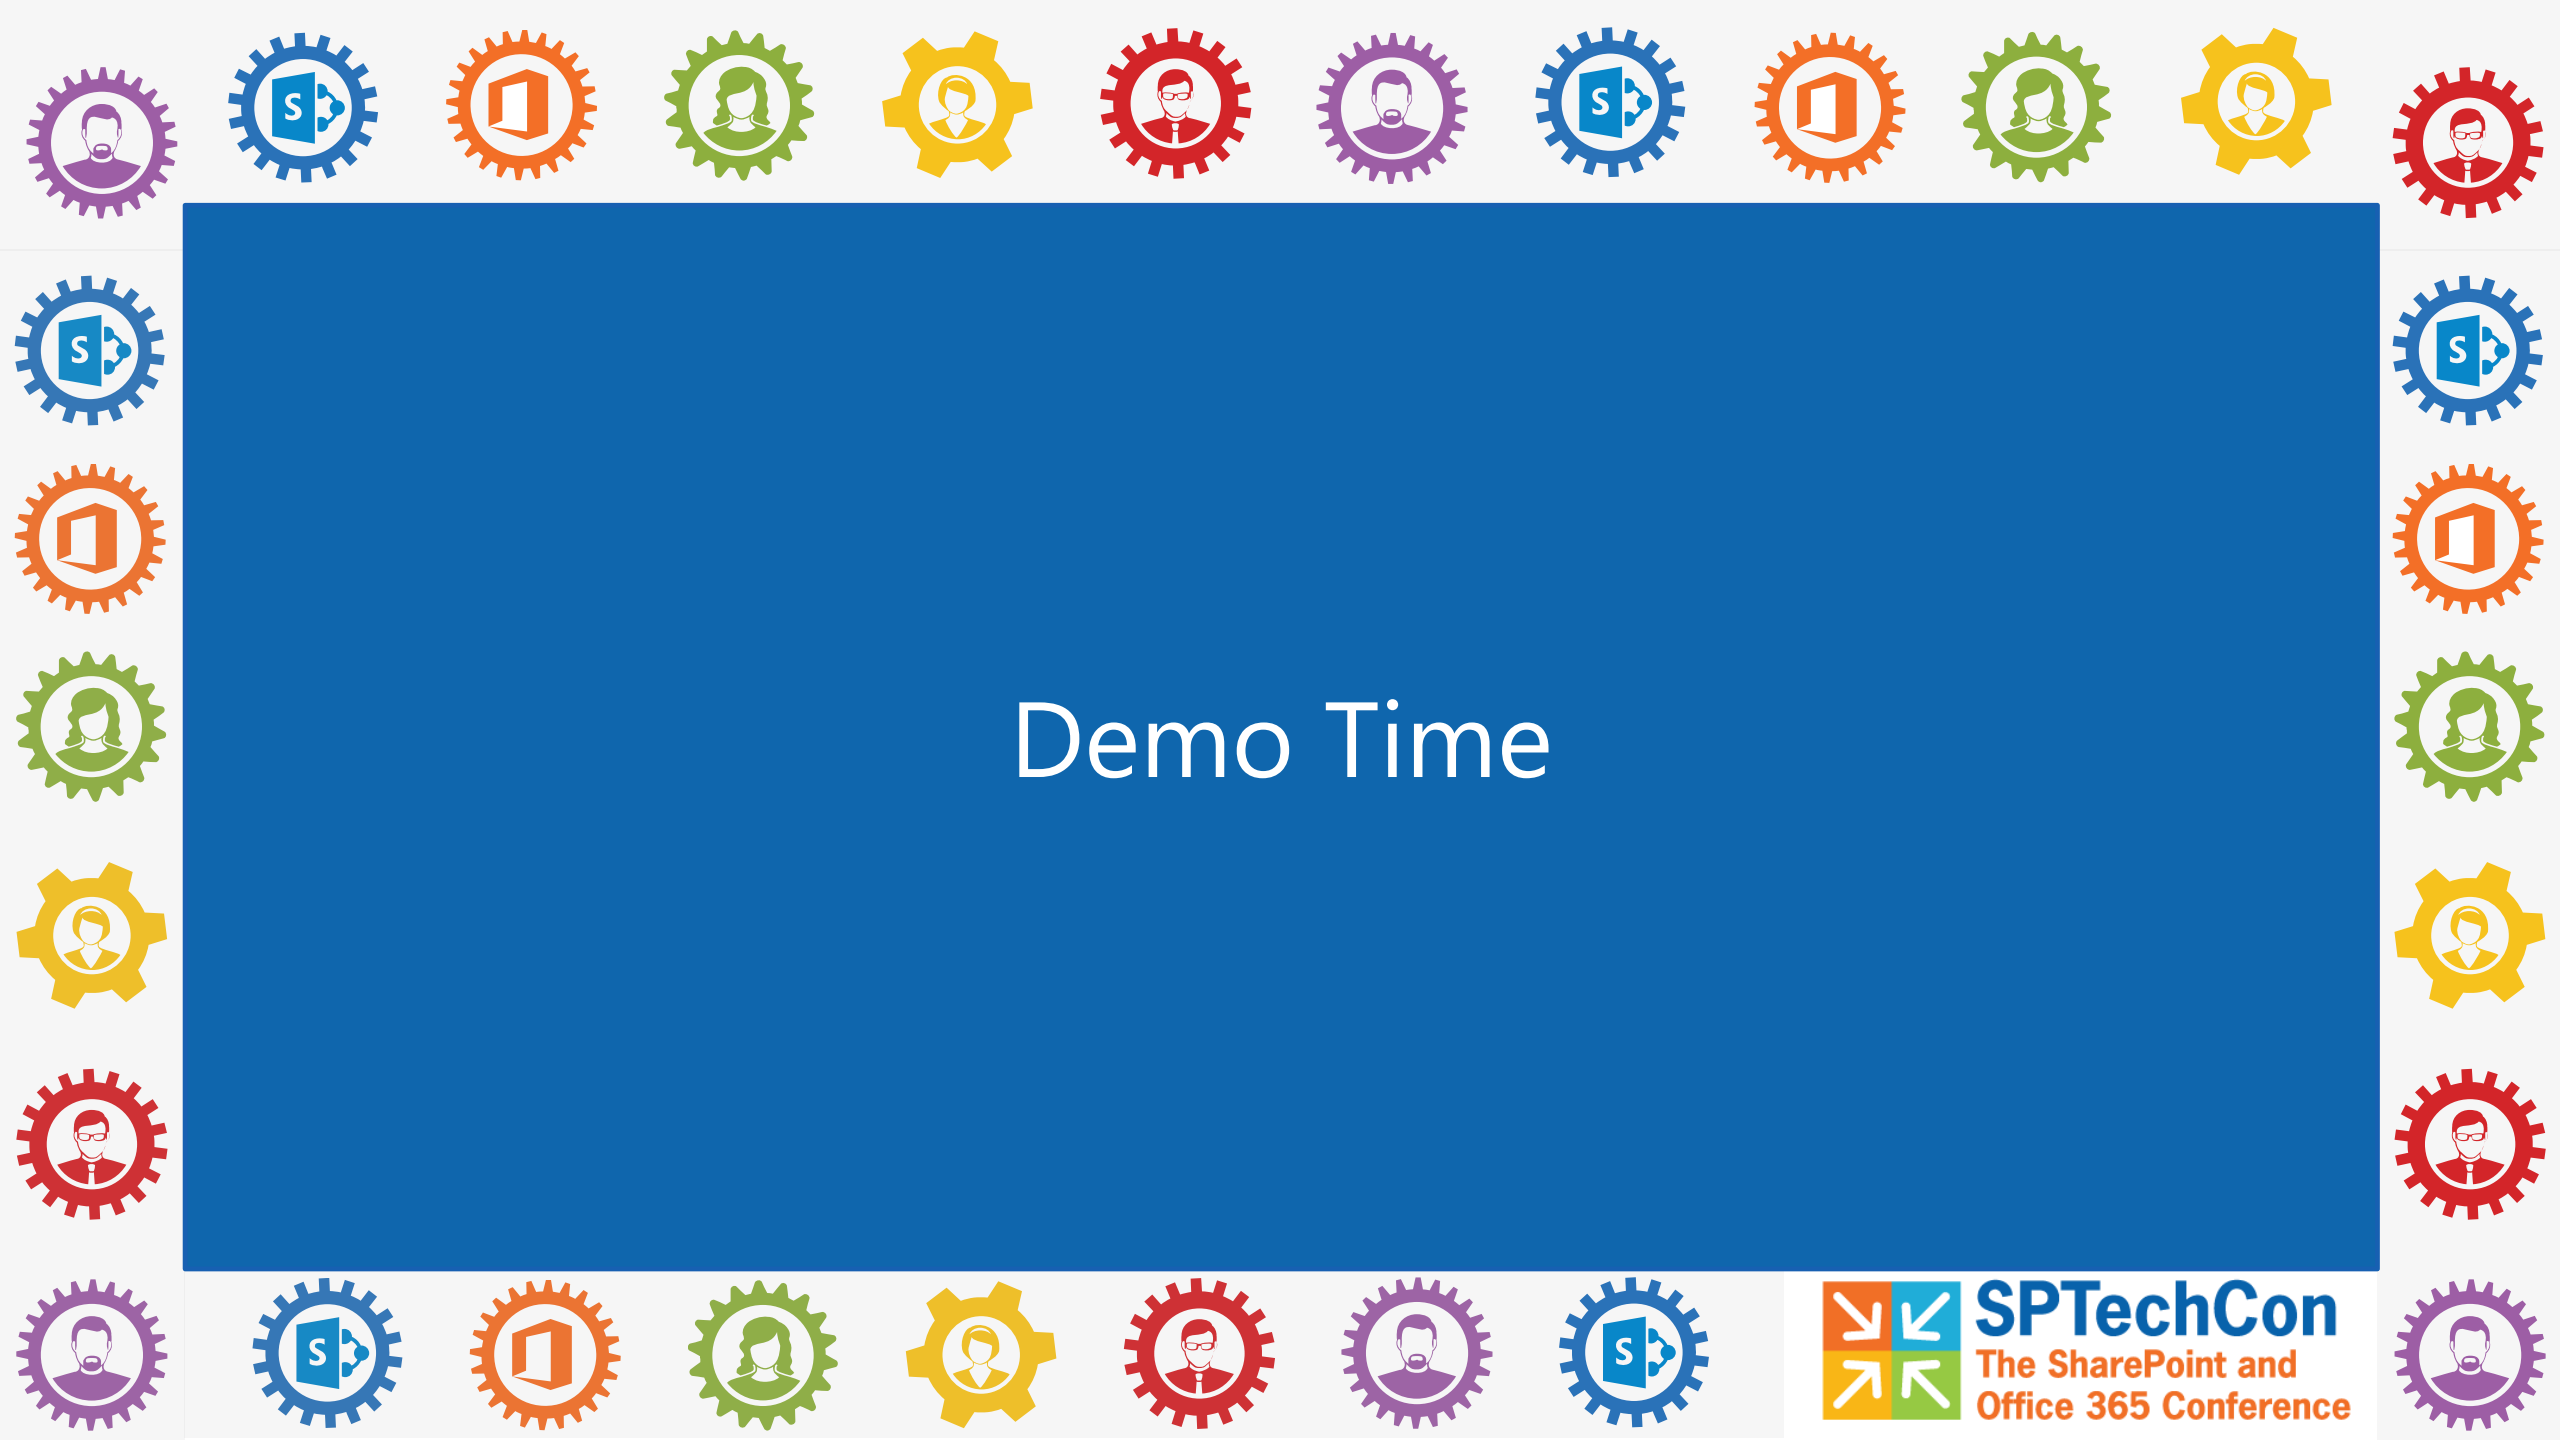 S
S
S
S
Demo Time
S
S
SPTechCon
The SharePoint and
Office 365 Conference